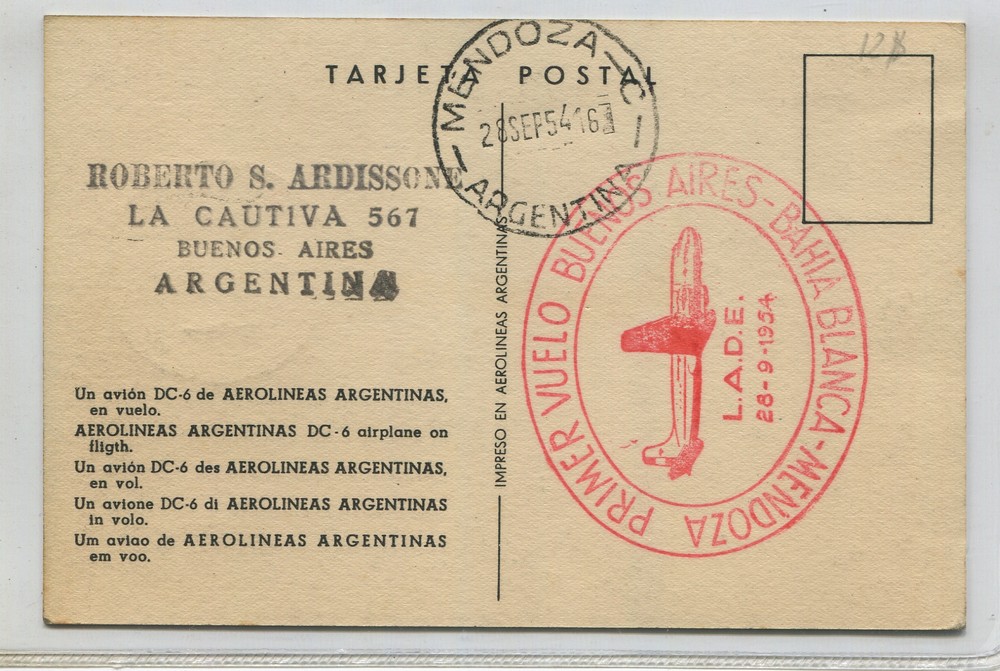 12$
TARJETA POSTAL
MENDOZA-C
28SEP54 16
ARGENTINA
ROBERTO S. ARDISSONE
LA CAUTIVA 567
BUENOS AIRES
ARGENTINA
Un avión DC-6 de AEROLINEAS ARGENTINAS,
en vuelo.
AEROLINEAS ARGENTINAS DC-6 airplane on
fligth.
Un avión DC-6 des AEROLINEAS ARGENTINAS,
en vol.
Un avione DC-6 di AEROLINEAS ARGENTINAS
in volo.
Um aviao de AEROLINEAS ARGENTINAS
em voo.
IMPRESO EN AEROLINEAS ARGENTINAS
PRIMER VUELO BUENOS AIRES-BAHIA BLANCA-MENDOZA
L.A.D.E.
28-9-1954